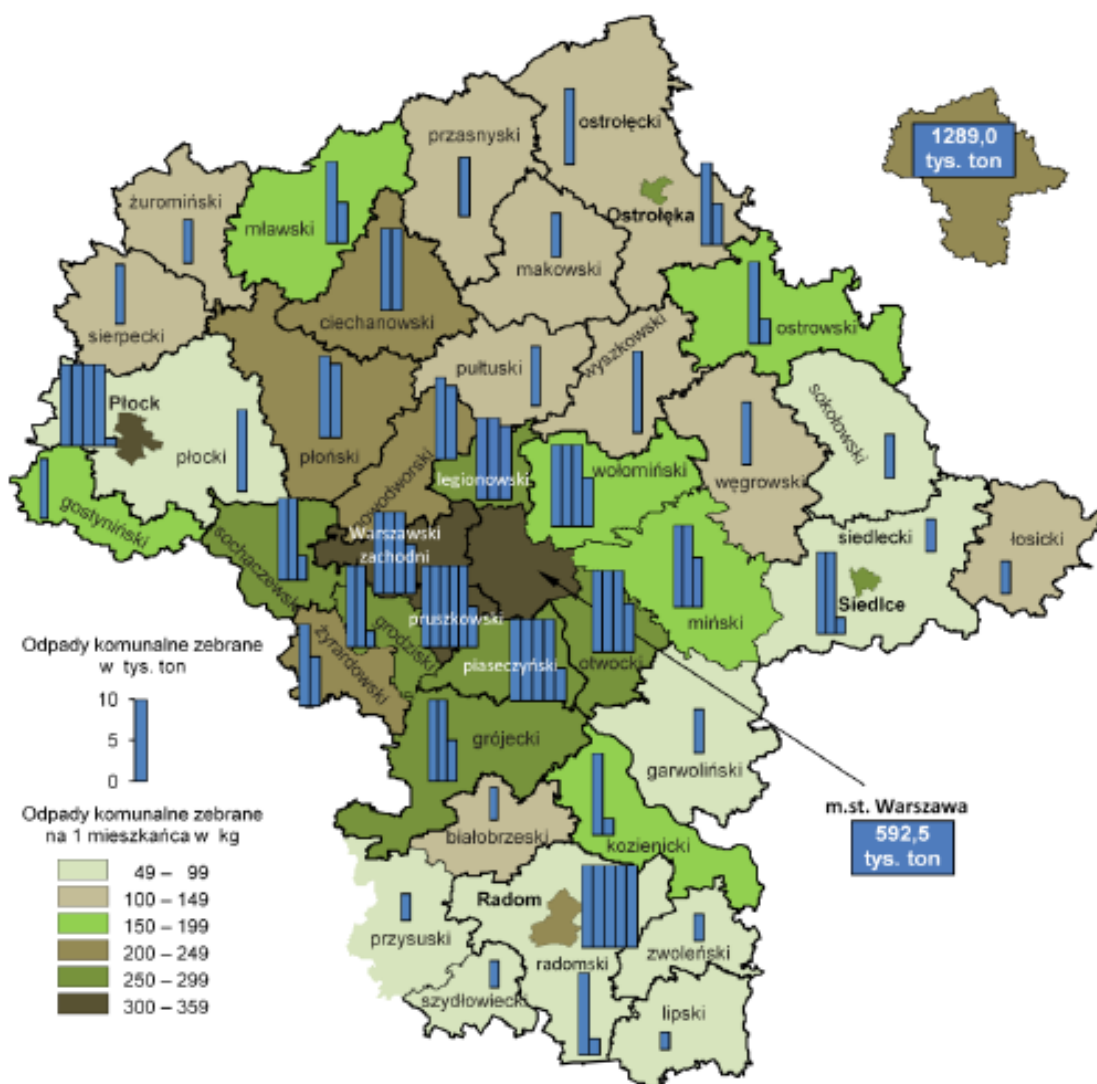 ostrołęcki
przasnyski
1289,0
tys. ton
żuromiński
Ostrołęka
mławski
makowski
sierpecki
ciechanowski
ostrowski
wyszkowski
pułtuski
Płock
sokołowski
płocki
płoński
nowodworski
legionowski
wołomiński
węgrowski
gostyniński
Warszawski
zachodni
siedlecki
łosicki
sochaczewski
Siedlce
pruszkowski
miński
grodziski
piaseczyński
otwocki
żyrardowski
Odpady komunalne zebrane
w tys. ton
10
5
0
grójecki
garwoliński
m.st. Warszawa
592,5
tys. ton
Odpady komunalne zebrane
na 1 mieszkańca w kg
49 – 99
100 – 149
150 – 199
200 – 249
250 – 299
300 – 359
białobrzeski
kozienicki
Radom
przysuski
radomski
zwoleński
szydłowiecki
lipski